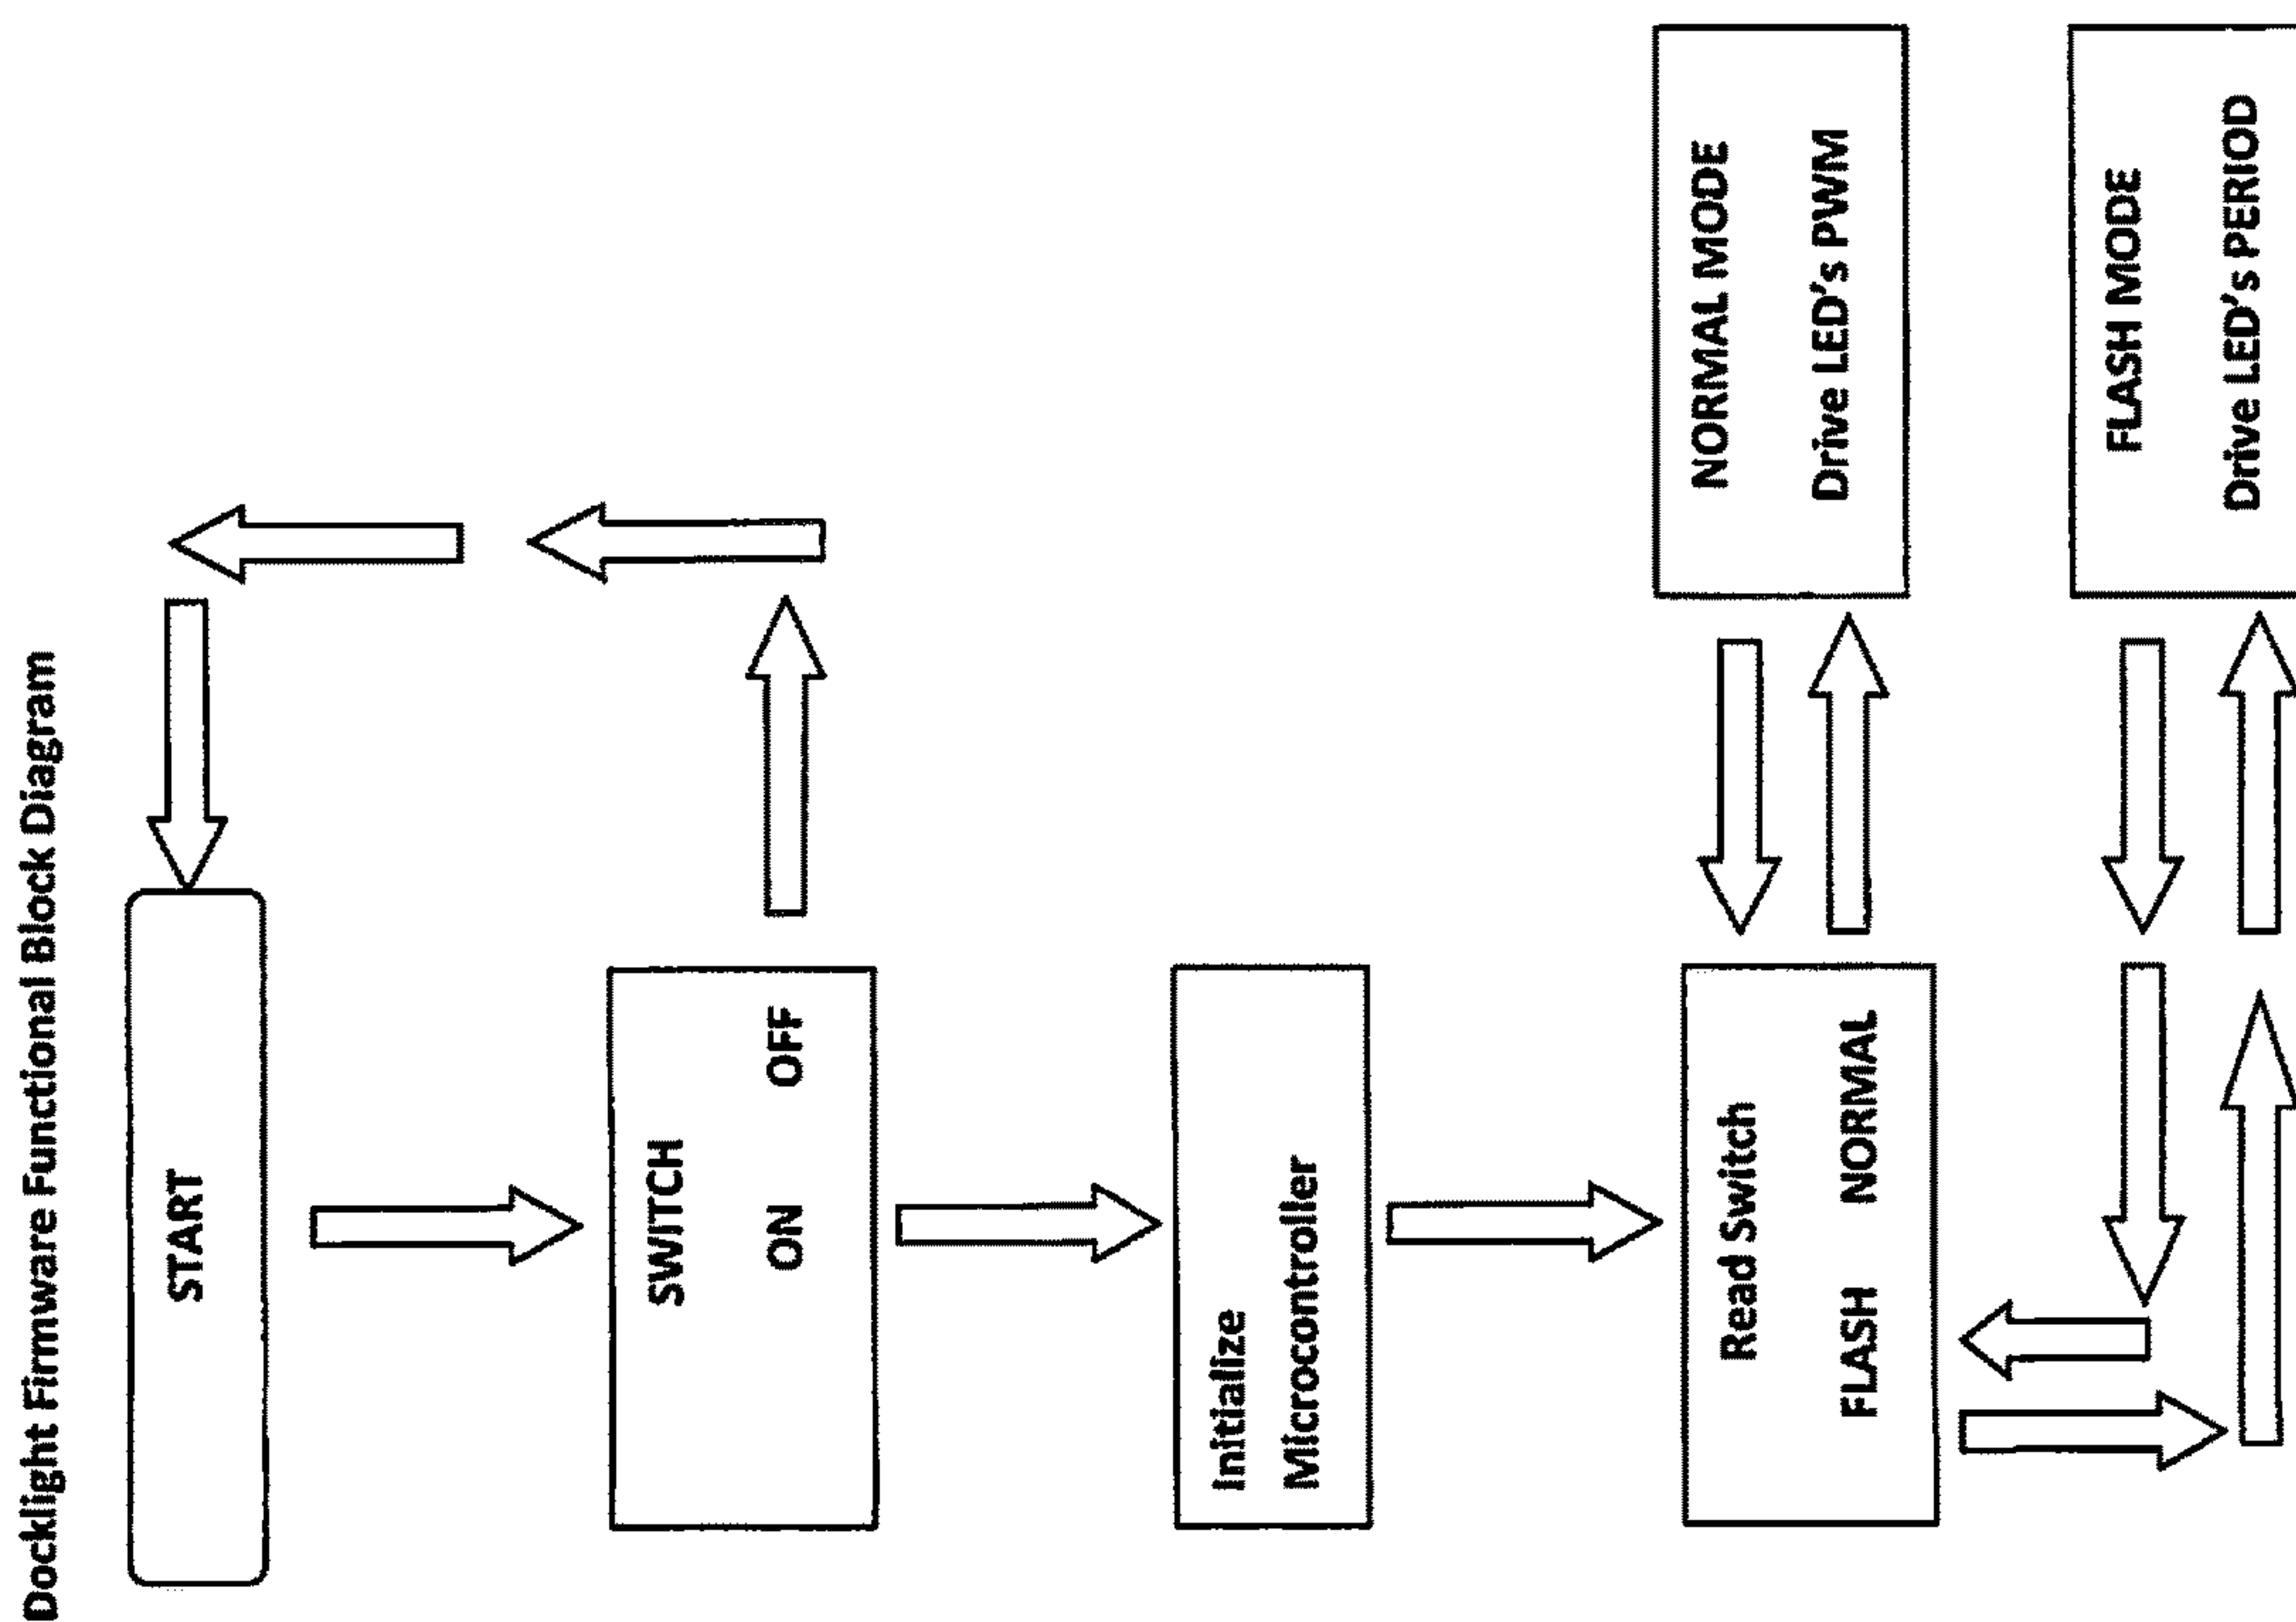 Docklight Firmware Functional Block Diagram
START
SWITCH
ON OFF
Initialize
Microcontroller
Read Switch
FLASH NORMAL
NORMAL MODE
Drive LED's PWM
FLASH MODE
Drive LED's PERIOD